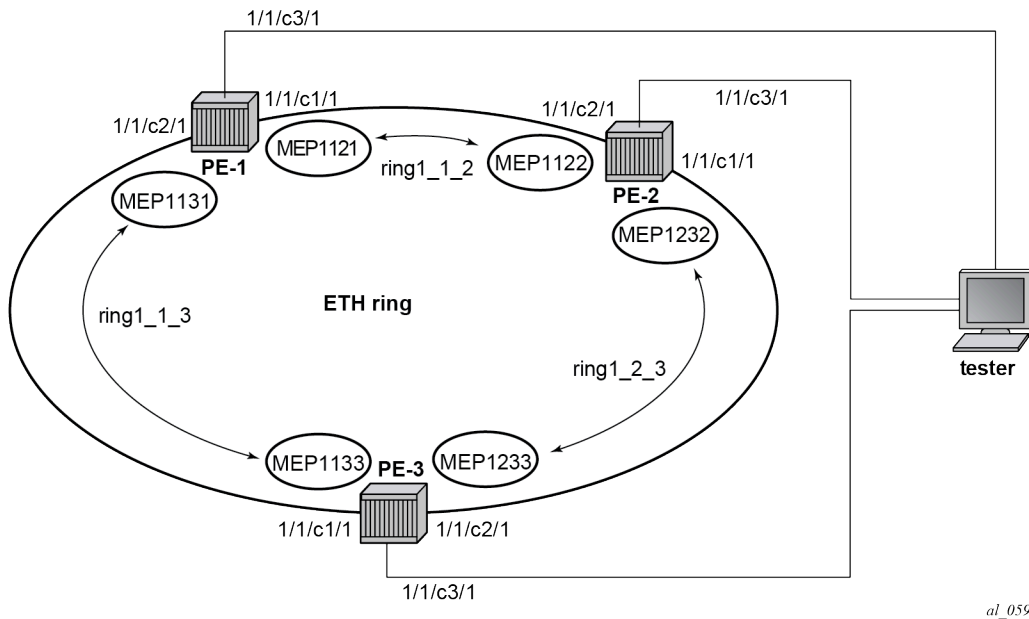 1/1/c3/1
1/1/c1/1
1/1/c2/1
PE-1
MEP1121
ring1_1_2
MEP1122
1/1/c2/1
1/1/c3/1
1/1/c1/1
PE-2
MEP1131
MEP1232
ring1_1_3
ETH ring
ring1_2_3
tester
MEP1133
PE-3
MEP1233
1/1/c1/1
1/1/c2/1
1/1/c3/1
al_059